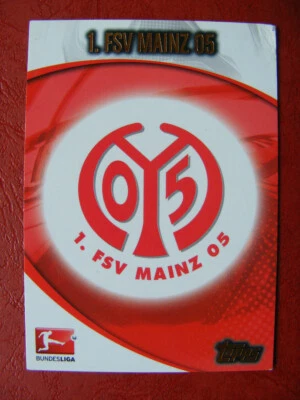 1. FSV MAINZ 05
05
1. FSV MAINZ 05
BUNDESLIGA
Topps